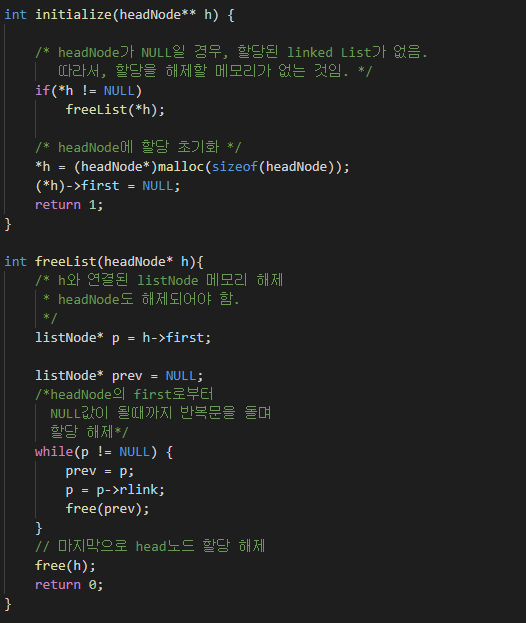 int initialize(headNode** h) {
/* headNode가 NULL일 경우, 할당된 linked List가 없음.
따라서, 할당을 해제할 메모리가 없는 것임. */
if(*h != NULL)
freeList(*h);
/* headNode에 할당 초기화 */
*h = (headNode*)malloc(sizeof(headNode));
(*h)->first = NULL;
return 1;
}
int freeList(headNode* h){
/* h와 연결된 listNode 메모리 해제
* headNode도 해제되어야 함.
*/
listNode* p = h->first;
listNode* prev = NULL;
/*headNode의 first로부터
NULL값이 될때까지 반복문을 돌며
할당 해제*/
while(p != NULL) {
prev = p;
p = p->rlink;
free(prev);
}
// 마지막으로 head노드 할당 해제
free(h);
return 0;
}